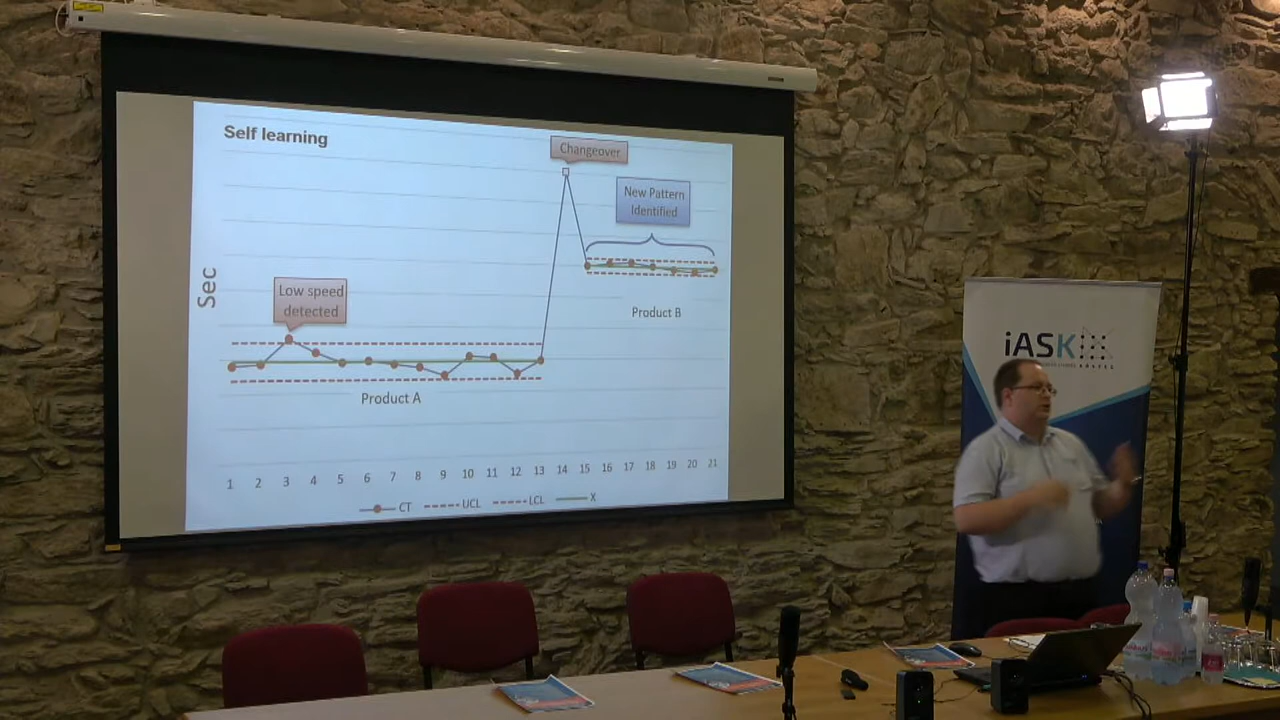 Self learning
Changeover
New Pattern
Identified
Sec
Low speed
detected
Product B
Product A
1 2 3 4 5 6 7 8 9 10 11 12 13 14 15 16 17 18 19 20 21
CT UCL LCL X
iASK
KŐSZEG